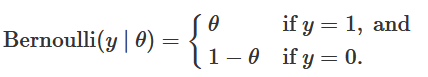 Bernoulli(y | θ) = { θ if y = 1, and
1 − θ if y = 0.